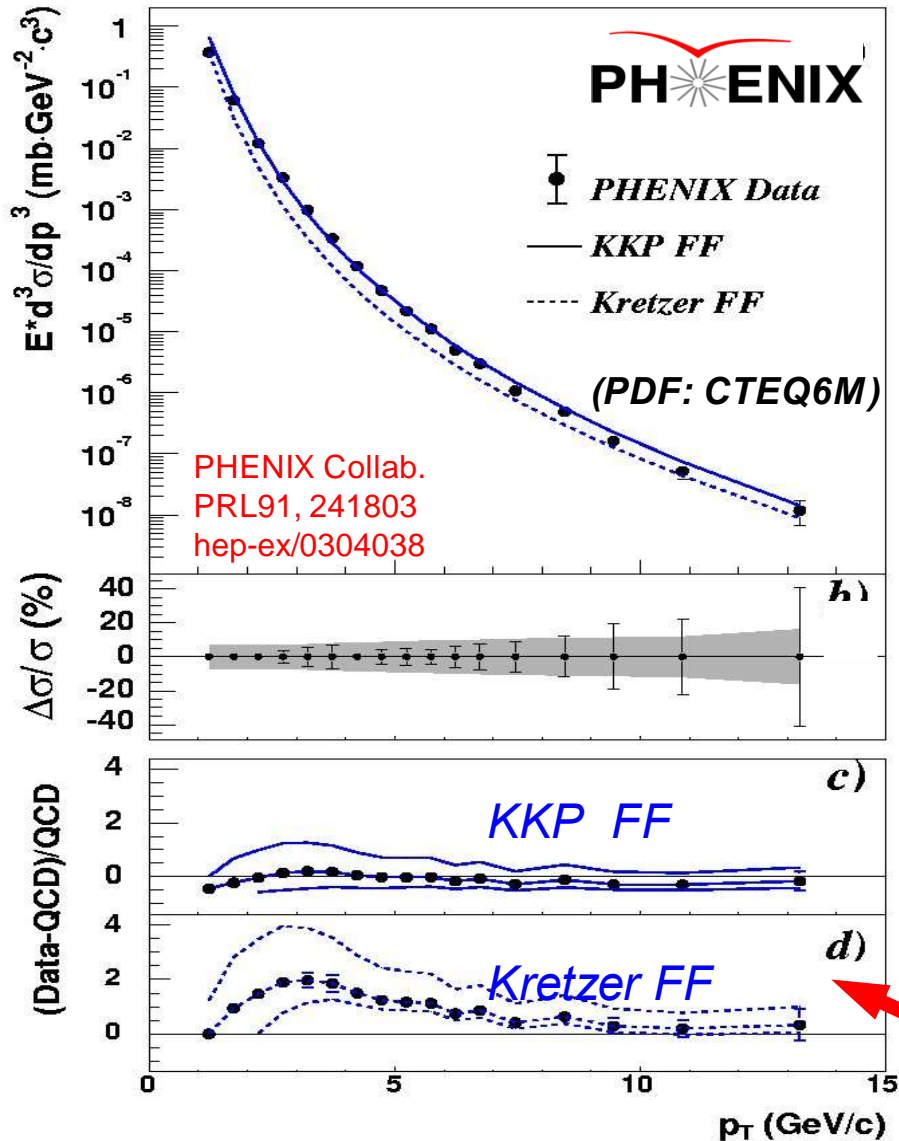 PHENIX
E*d³σ/dp³ (mb·GeV⁻²·c³)
1
10⁻¹
10⁻²
10⁻³
10⁻⁴
10⁻⁵
10⁻⁶
10⁻⁷
10⁻⁸
PHENIX Data
KKP FF
Kretzer FF
(PDF: CTEQ6M)
PHENIX Collab.
PRL91, 241803
hep-ex/0304038
Δσ/σ (%)
40
20
0
-20
-40
b)
(Data-QCD)/QCD
4
2
0
c)
KKP FF
4
2
0
d)
Kretzer FF
0 5 10 15
p_T (GeV/c)